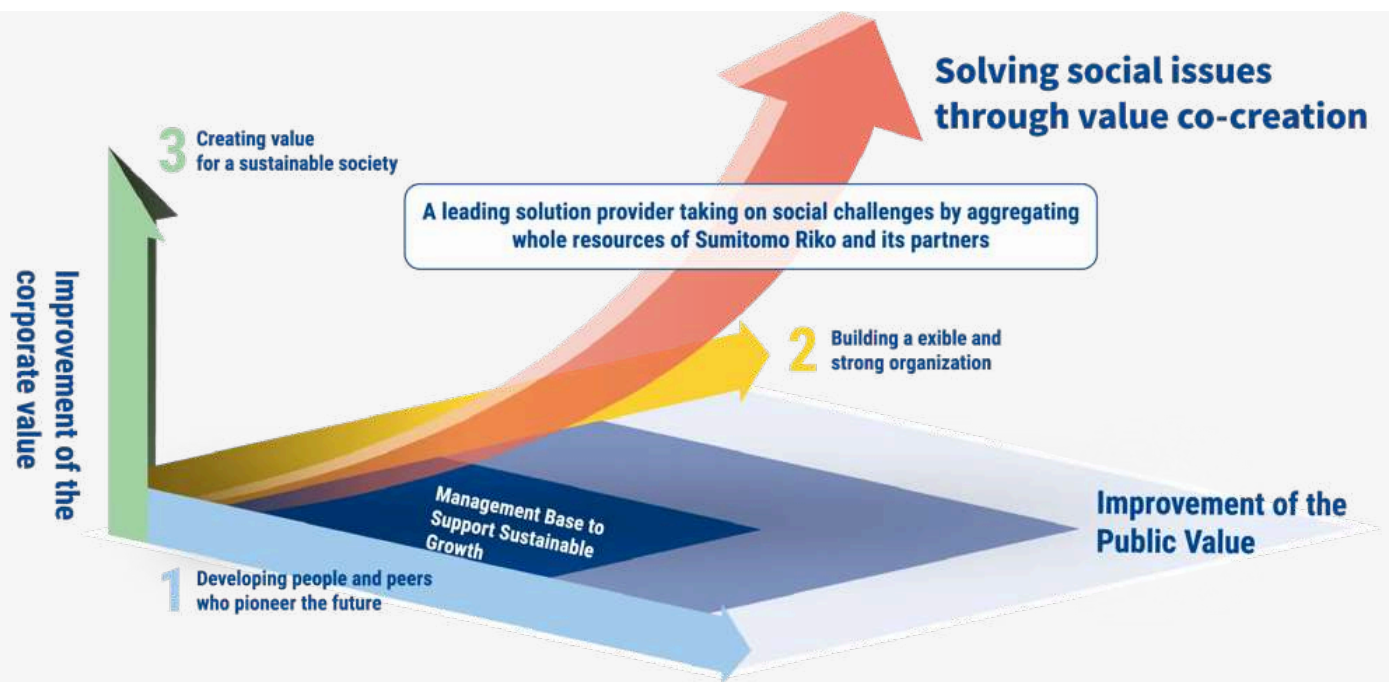 Solving social issues
through value co-creation
3
Creating value
for a sustainable society
A leading solution provider taking on social challenges by aggregating
whole resources of Sumitomo Riko and its partners
Improvement of the
corporate value
2
Building a exible and
strong organization
Management Base to
Support Sustainable
Growth
Improvement of the
Public Value
1
Developing people and peers
who pioneer the future